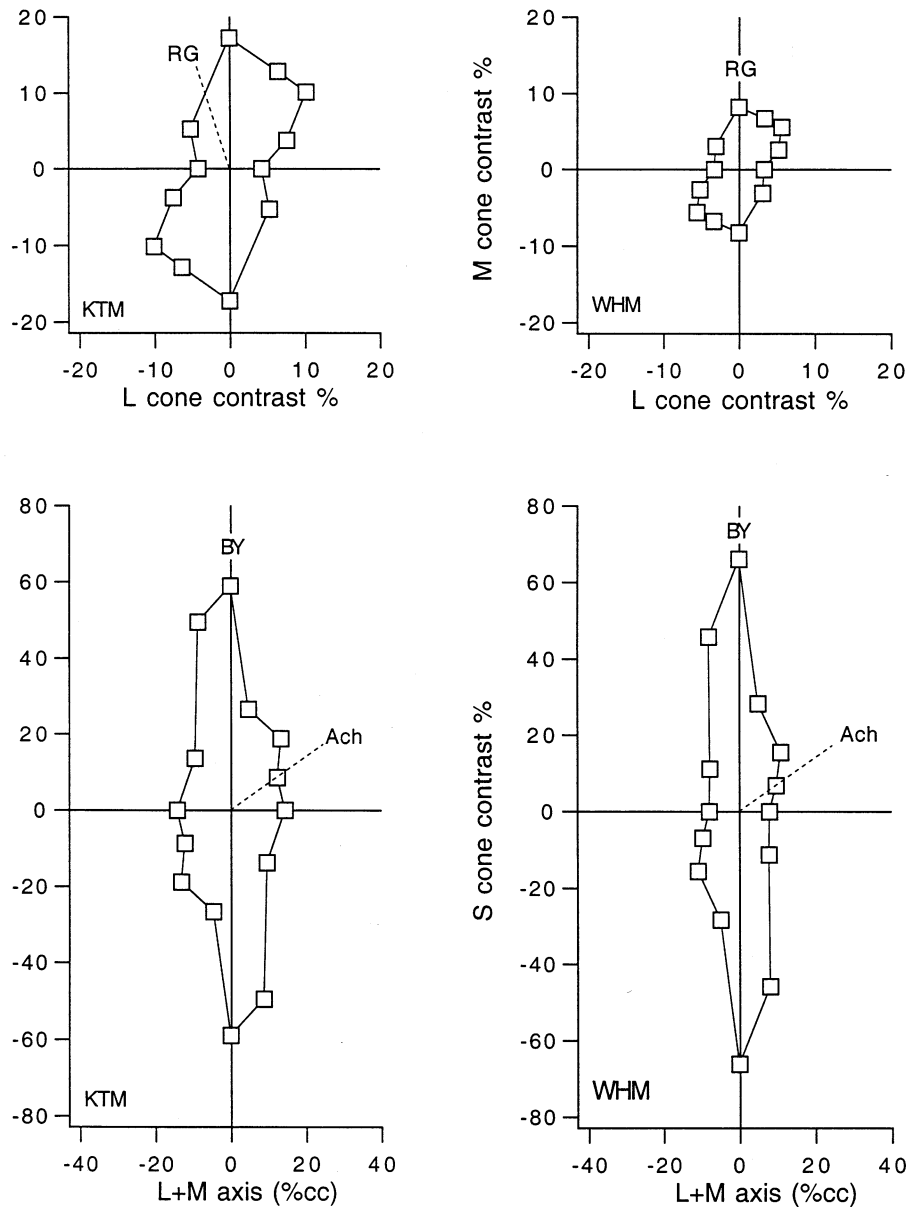 20
10
0
-10
-20
RG
KTM
-20 -10 0 10 20
L cone contrast %
M cone contrast %
20
10
0
-10
-20
RG
WHM
-20 -10 0 10 20
L cone contrast %
80
60
40
20
0
-20
-40
-60
-80
BY
Ach
KTM
-40 -20 0 20 40
L+M axis (%cc)
S cone contrast %
80
60
40
20
0
-20
-40
-60
-80
BY
Ach
WHM
-40 -20 0 20 40
L+M axis (%cc)